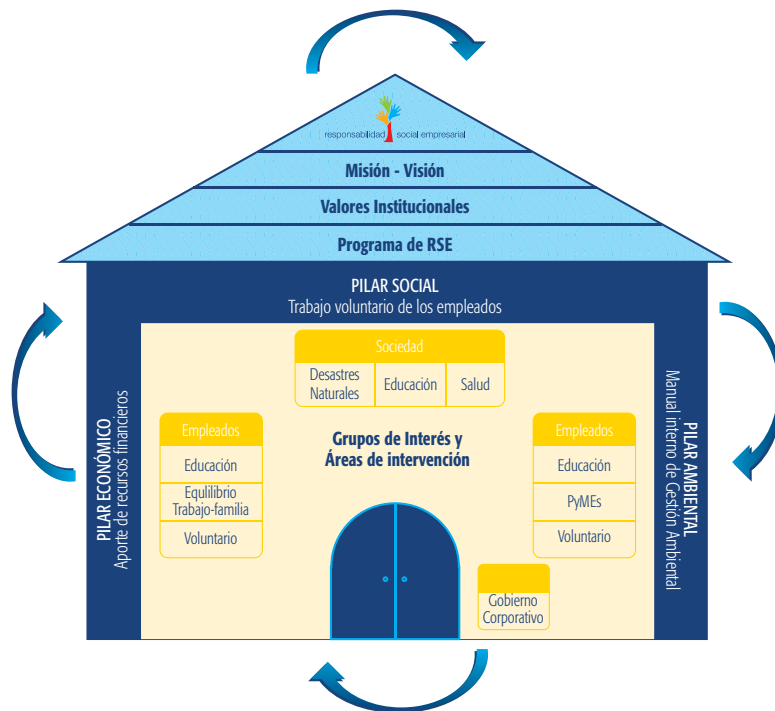 responsabilidad social empresarial
Misión - Visión
Valores Institucionales
Programa de RSE
PILAR SOCIAL
Trabajo voluntario de los empleados
PILAR ECONÓMICO
Aporte de recursos financieros
Sociedad
Desastres
Naturales
Educación
Salud
Empleados
Educación
Equlilibrio
Trabajo-familia
Voluntario
Grupos de Interés y
Áreas de intervención
Empleados
Educación
PyMEs
Voluntario
Gobierno
Corporativo
PILAR AMBIENTAL
Manual interno de Gestión Ambiental